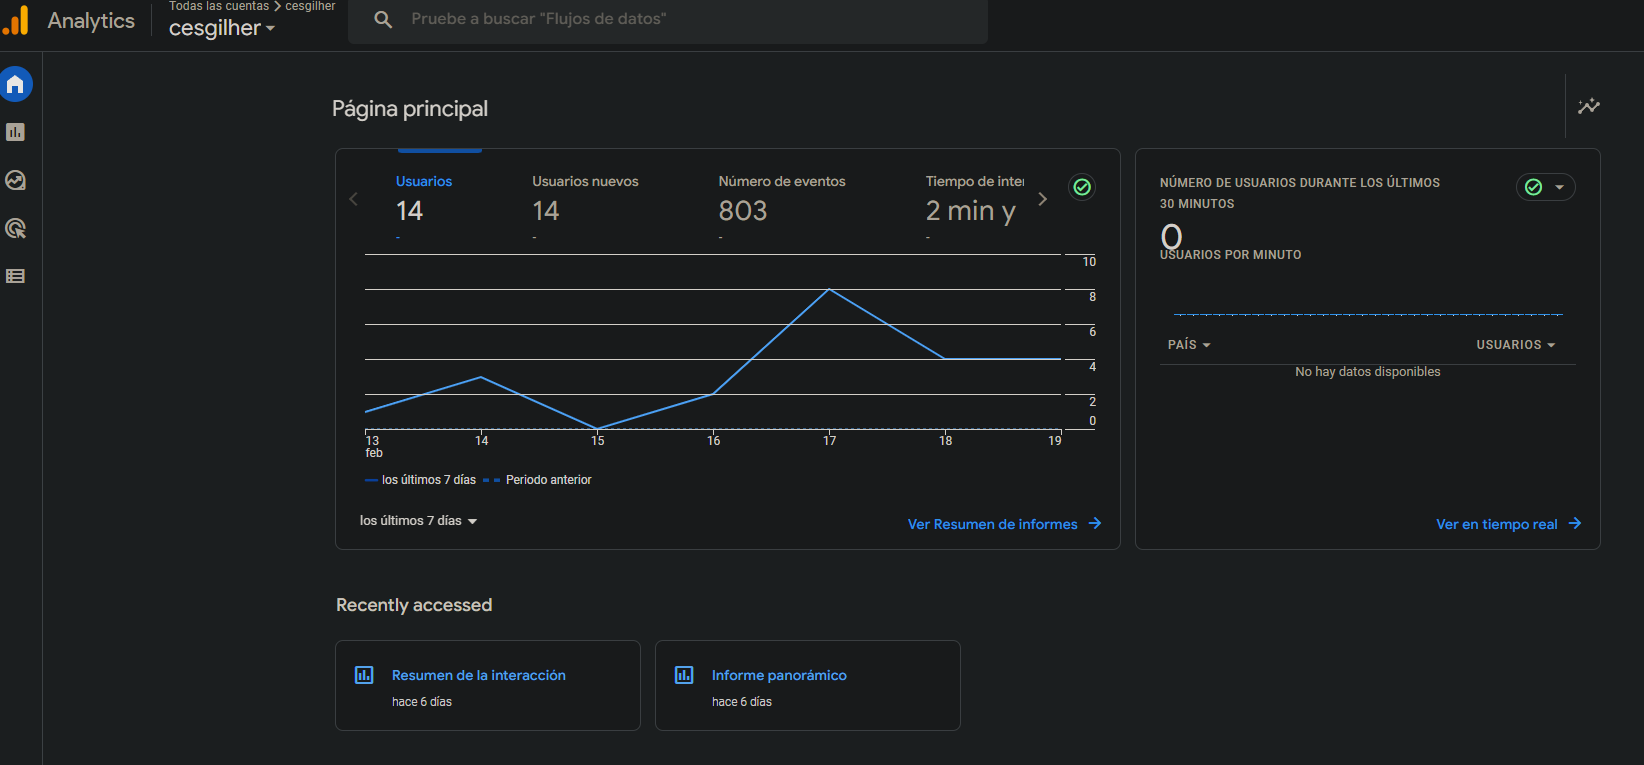 Analytics
Todas las cuentas > cesgilher
cesgilher
Pruebe a buscar "Flujos de datos"
Página principal
Usuarios
14
-
Usuarios nuevos
14
-
Número de eventos
803
-
Tiempo de inter
2 min y
-
10
8
6
4
2
0
13
feb
14
15
16
17
18
19
los últimos 7 días
Periodo anterior
los últimos 7 días
Ver Resumen de informes
NÚMERO DE USUARIOS DURANTE LOS ÚLTIMOS
30 MINUTOS
0
USUARIOS POR MINUTO
PAÍS
USUARIOS
No hay datos disponibles
Ver en tiempo real
Recently accessed
Resumen de la interacción
hace 6 días
Informe panorámico
hace 6 días